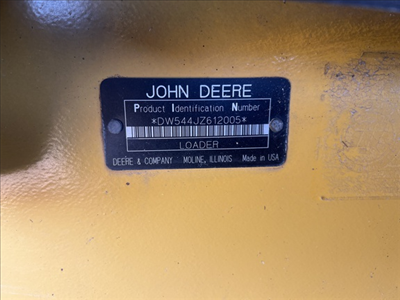 JOHN DEERE
Product Identification Number
*DW544JZ612005*
LOADER
DEERE & COMPANY MOLINE, ILLINOIS Made in USA